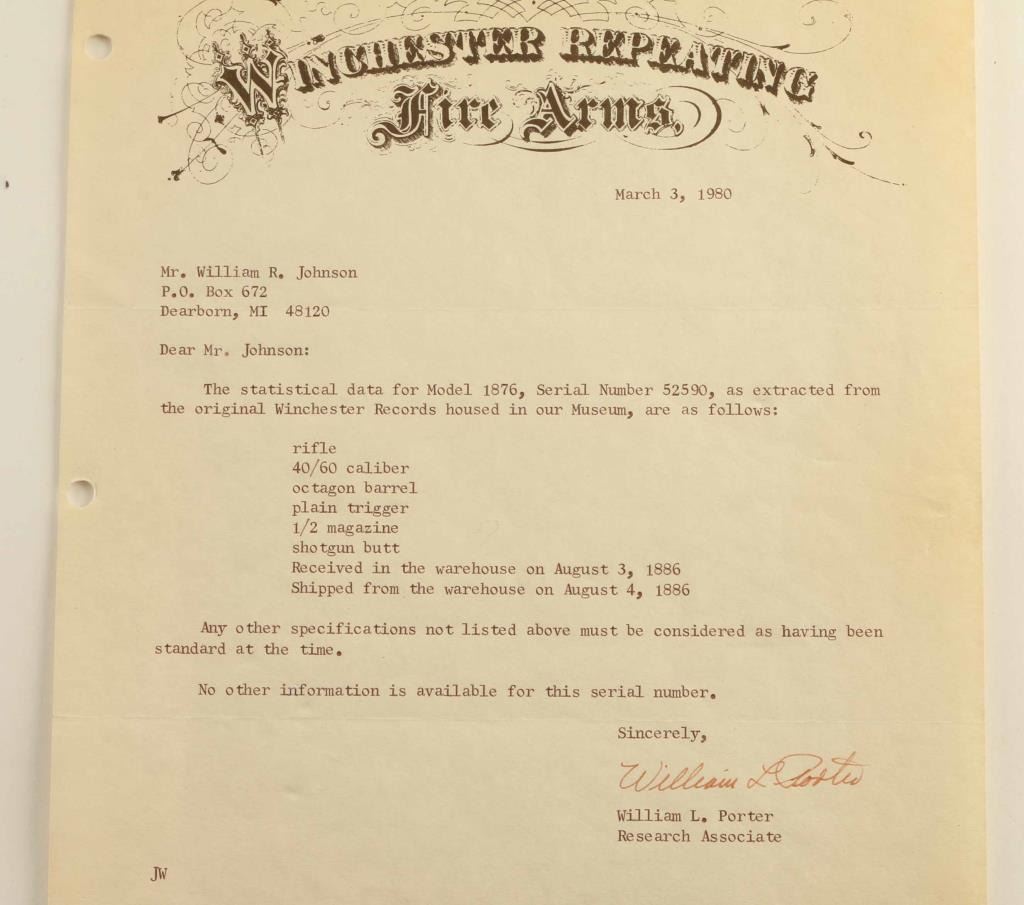 WINCHESTER REPEATING
Fire Arms.
March 3, 1980
Mr. William R. Johnson
P.O. Box 672
Dearborn, MI 48120
Dear Mr. Johnson:
The statistical data for Model 1876, Serial Number 52590, as extracted from
the original Winchester Records housed in our Museum, are as follows:
rifle
40/60 caliber
octagon barrel
plain trigger
1/2 magazine
shotgun butt
Received in the warehouse on August 3, 1886
Shipped from the warehouse on August 4, 1886
Any other specifications not listed above must be considered as having been
standard at the time.
No other information is available for this serial number.
Sincerely,
William L Porter
William L. Porter
Research Associate
JW